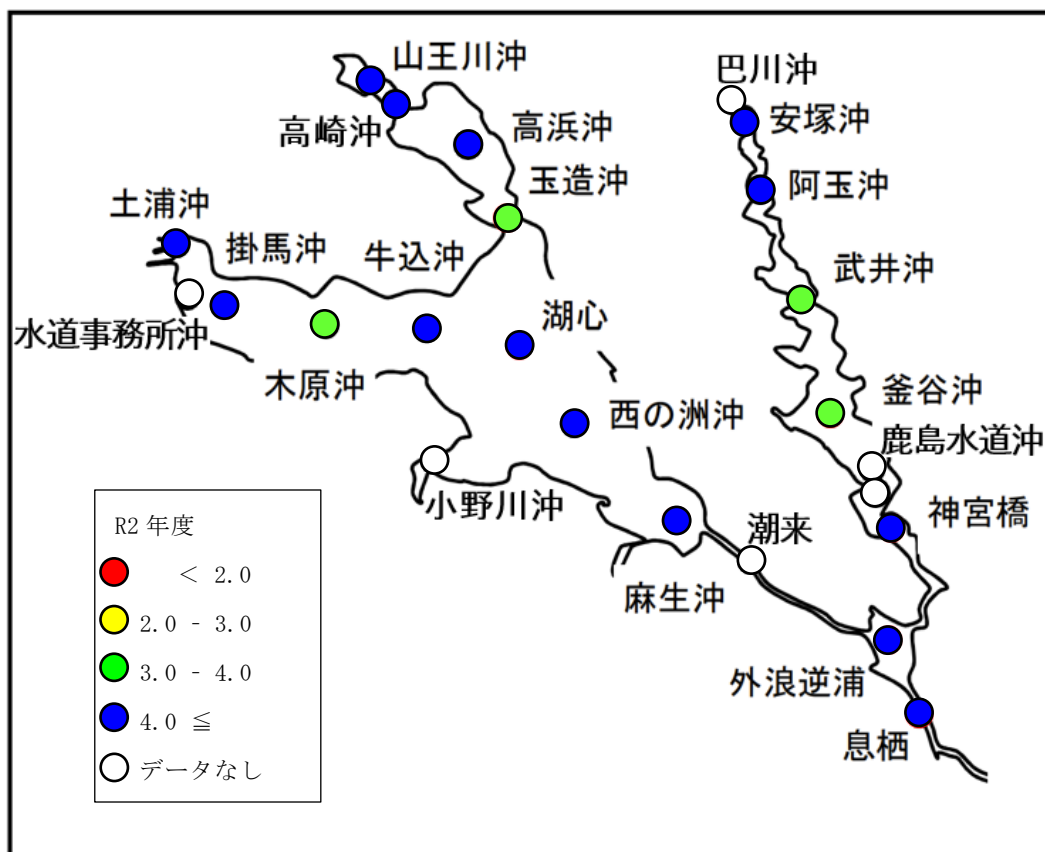 山王川沖
巴川沖
安塚沖
高崎沖
高浜沖
玉造沖
阿玉沖
土浦沖
掛馬沖
牛込沖
武井沖
湖心
水道事務所沖
木原沖
西の洲沖
釜谷沖
鹿島水道沖
小野川沖
神宮橋
潮来
麻生沖
外浪逆浦
息栖
R2 年度
< 2.0
2.0 - 3.0
3.0 - 4.0
4.0 ≦
データなし